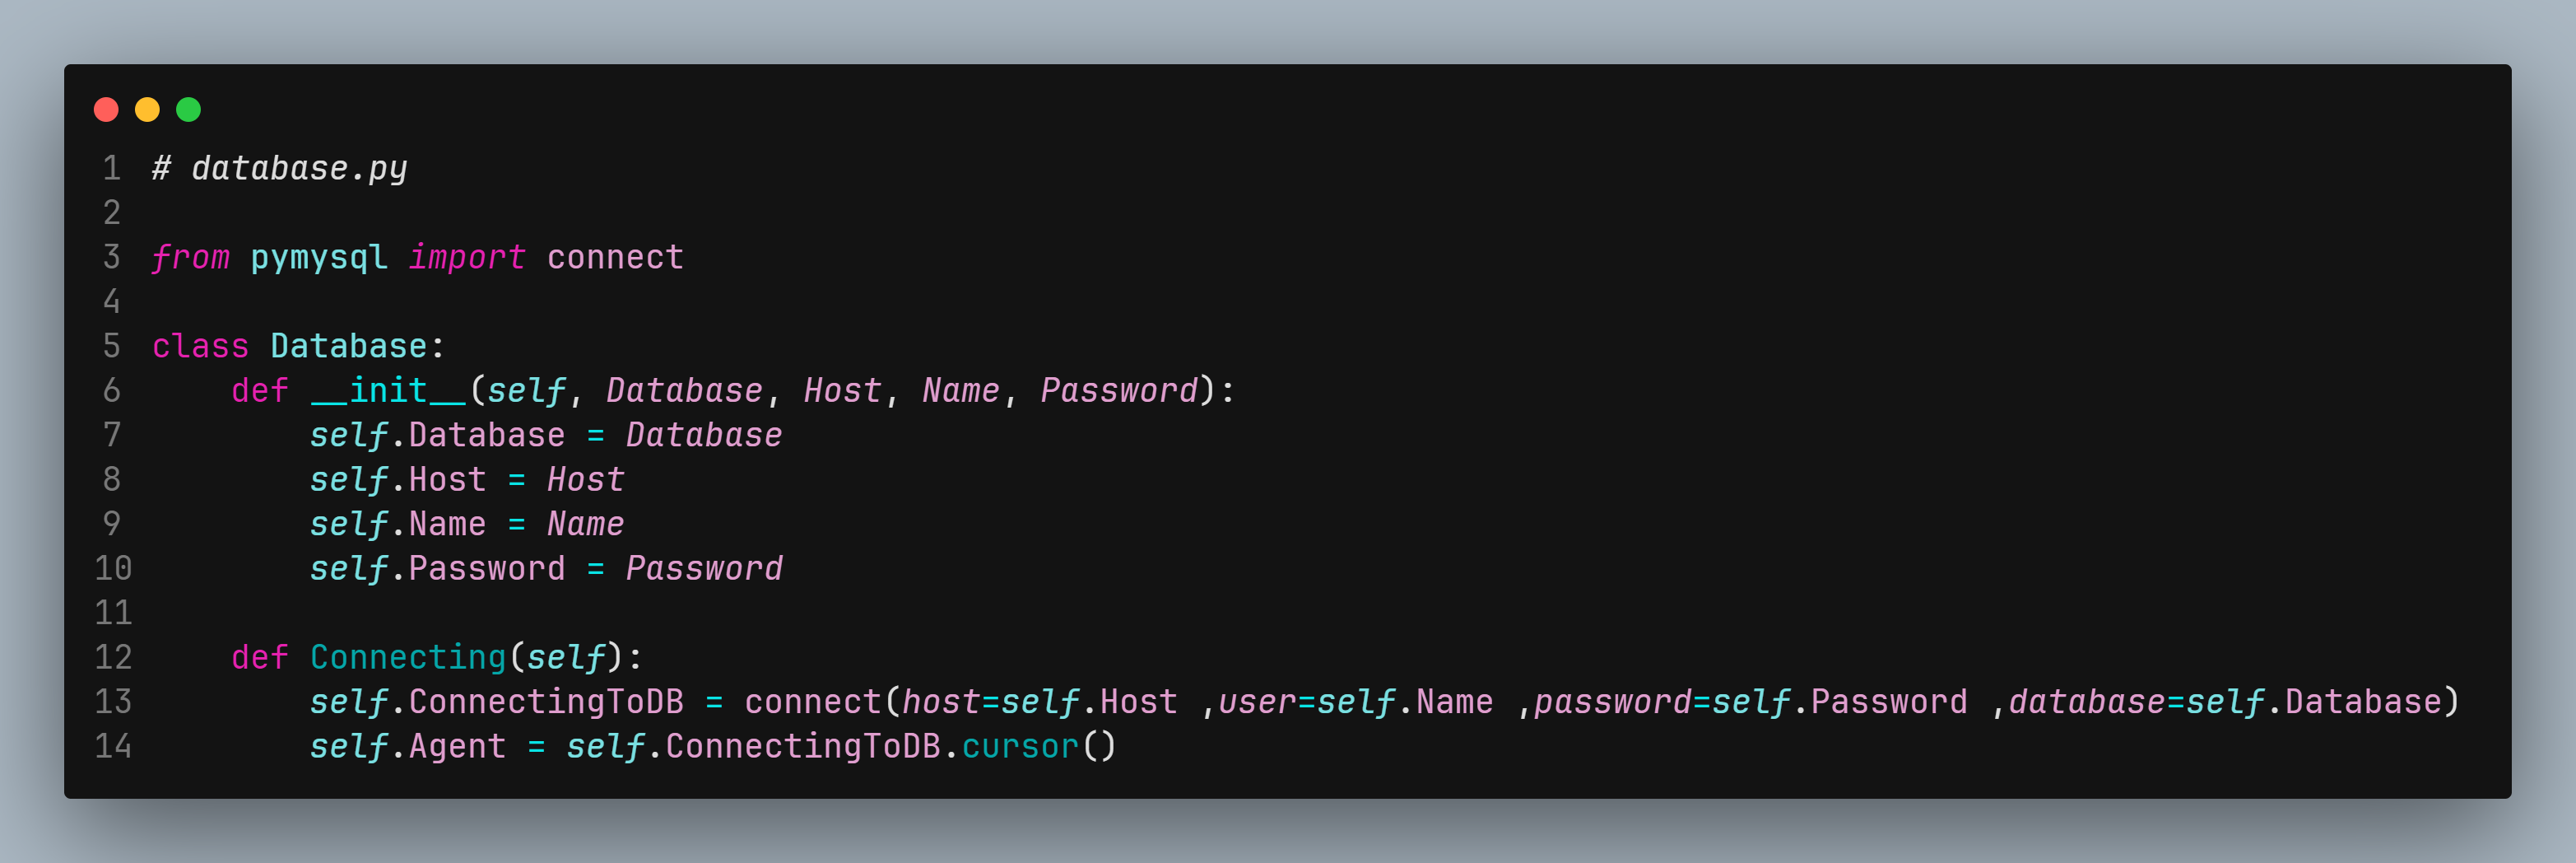 1 # database.py
2
3 from pymysql import connect
4
5 class Database:
6     def __init__(self, Database, Host, Name, Password):
7         self.Database = Database
8         self.Host = Host
9         self.Name = Name
10         self.Password = Password
11
12     def Connecting(self):
13         self.ConnectingToDB = connect(host=self.Host ,user=self.Name ,password=self.Password ,database=self.Database)
14         self.Agent = self.ConnectingToDB.cursor()